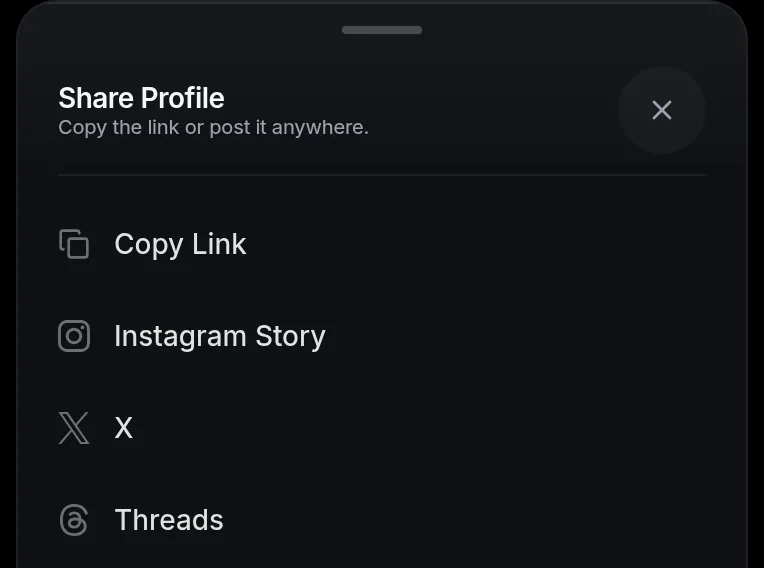 Share Profile
Copy the link or post it anywhere.
Copy Link
Instagram Story
X
Threads